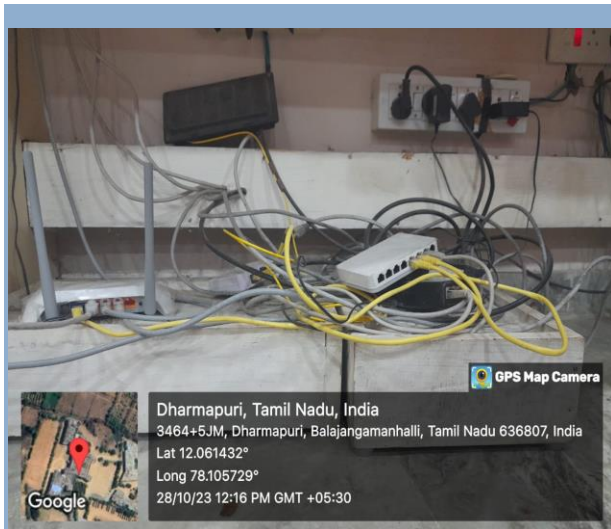 GPS Map Camera
Dharmapuri, Tamil Nadu, India
3464+5JM, Dharmapuri, Balajangamanhalli, Tamil Nadu 636807, India
Lat 12.061432°
Long 78.105729°
28/10/23 12:16 PM GMT +05:30
Google